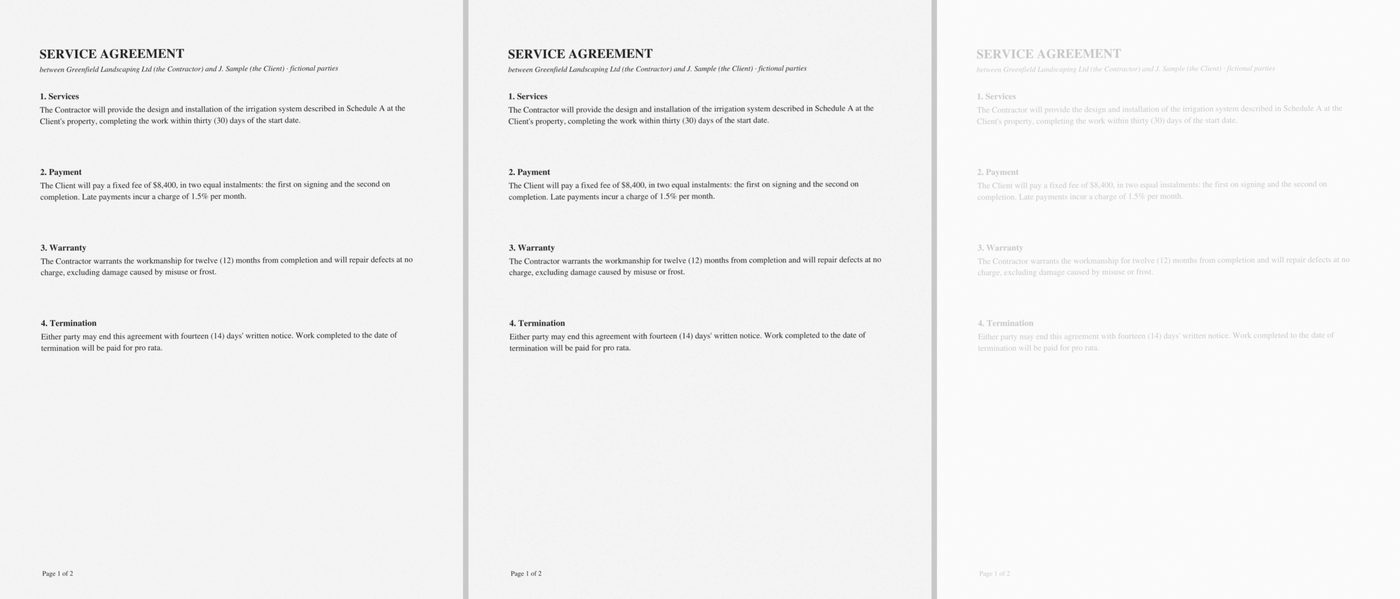 SERVICE AGREEMENT
between Greenfield Landscaping Ltd (the Contractor) and J. Sample (the Client) · fictional parties
1. Services
The Contractor will provide the design and installation of the irrigation system described in Schedule A at the
Client's property, completing the work within thirty (30) days of the start date.
2. Payment
The Client will pay a fixed fee of $8,400, in two equal instalments: the first on signing and the second on
completion. Late payments incur a charge of 1.5% per month.
3. Warranty
The Contractor warrants the workmanship for twelve (12) months from completion and will repair defects at no
charge, excluding damage caused by misuse or frost.
4. Termination
Either party may end this agreement with fourteen (14) days' written notice. Work completed to the date of
termination will be paid for pro rata.
Page 1 of 2
SERVICE AGREEMENT
between Greenfield Landscaping Ltd (the Contractor) and J. Sample (the Client) · fictional parties
1. Services
The Contractor will provide the design and installation of the irrigation system described in Schedule A at the
Client's property, completing the work within thirty (30) days of the start date.
2. Payment
The Client will pay a fixed fee of $8,400, in two equal instalments: the first on signing and the second on
completion. Late payments incur a charge of 1.5% per month.
3. Warranty
The Contractor warrants the workmanship for twelve (12) months from completion and will repair defects at no
charge, excluding damage caused by misuse or frost.
4. Termination
Either party may end this agreement with fourteen (14) days' written notice. Work completed to the date of
termination will be paid for pro rata.
Page 1 of 2
SERVICE AGREEMENT
between Greenfield Landscaping Ltd (the Contractor) and J. Sample (the Client) · fictional parties
1. Services
The Contractor will provide the design and installation of the irrigation system described in Schedule A at the
Client's property, completing the work within thirty (30) days of the start date.
2. Payment
The Client will pay a fixed fee of $8,400, in two equal instalments: the first on signing and the second on
completion. Late payments incur a charge of 1.5% per month.
3. Warranty
The Contractor warrants the workmanship for twelve (12) months from completion and will repair defects at no
charge, excluding damage caused by misuse or frost.
4. Termination
Either party may end this agreement with fourteen (14) days' written notice. Work completed to the date of
termination will be paid for pro rata.
Page 1 of 2